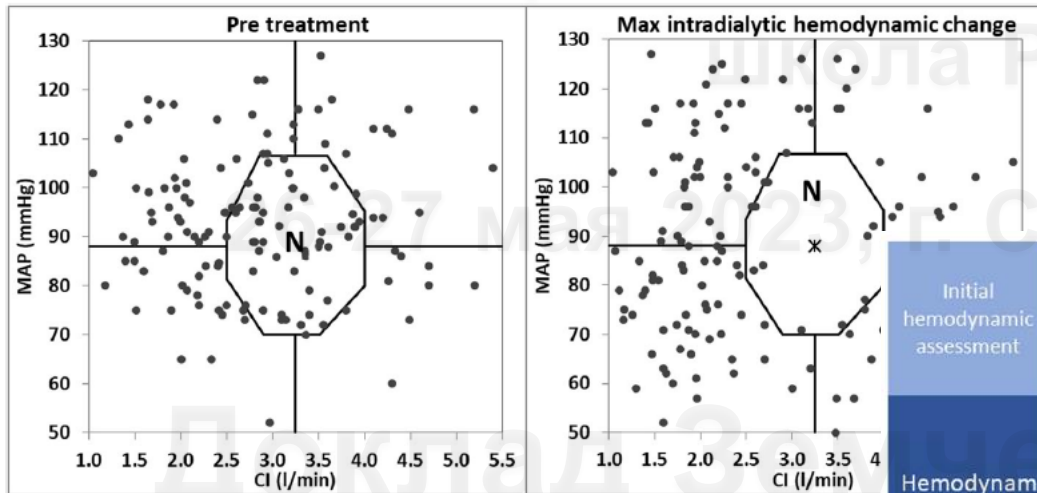 Pre treatment
130
120
110
100
90
80
70
60
50
MAP (mmHg)
N
1.0 1.5 2.0 2.5 3.0 3.5 4.0 4.5 5.0 5.5
CI (l/min)
Max intradialytic hemodynamic change
130
120
110
100
90
80
70
60
50
MAP (mmHg)
N
1.0 1.5 2.0 2.5 3.0 3.5
CI (l/min)
Initial
hemodynamic
assessment
школа
26-27 мая 2023, г. С
Доклад Земче